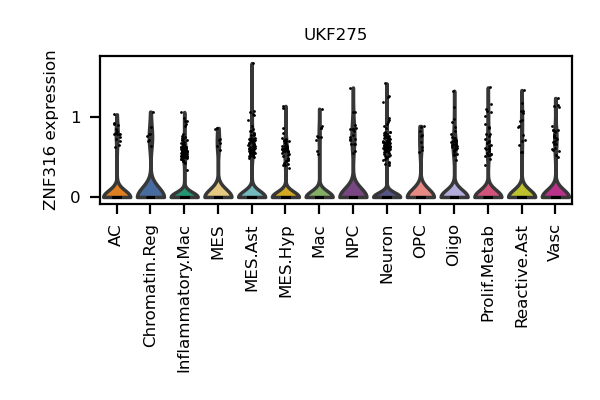 UKF275
ZNF316 expression
1
0
AC
Chromatin.Reg
Inflammatory.Mac
MES
MES.Ast
MES.Hyp
Mac
NPC
Neuron
OPC
Oligo
Prolif.Metab
Reactive.Ast
Vasc